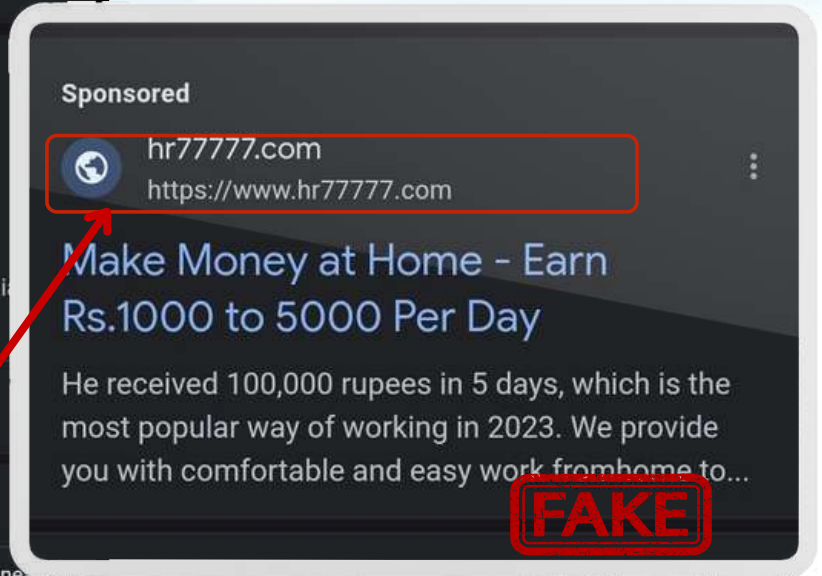 Sponsored
hr77777.com
https://www.hr77777.com
Make Money at Home - Earn
Rs.1000 to 5000 Per Day
He received 100,000 rupees in 5 days, which is the
most popular way of working in 2023. We provide
you with comfortable and easy work fromhome to...
FAKE